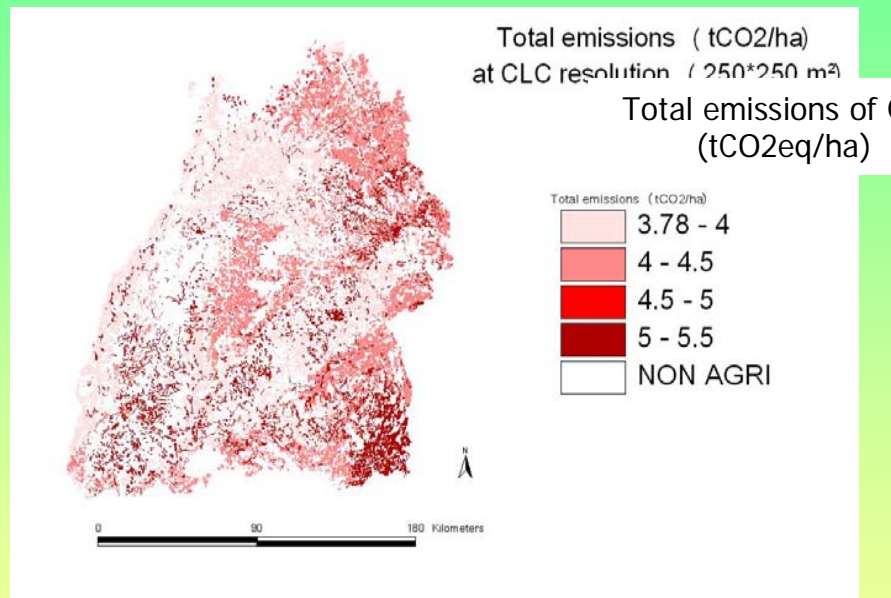 Total emissions ( tCO2/ha)
at CLC resolution ( 250*250 m²)
Total emissions of
(tCO2eq/ha)
Total emissions (tCO2/ha)
3.78 - 4
4 - 4.5
4.5 - 5
5 - 5.5
NON AGRI
N
0 90 180 Kilometers